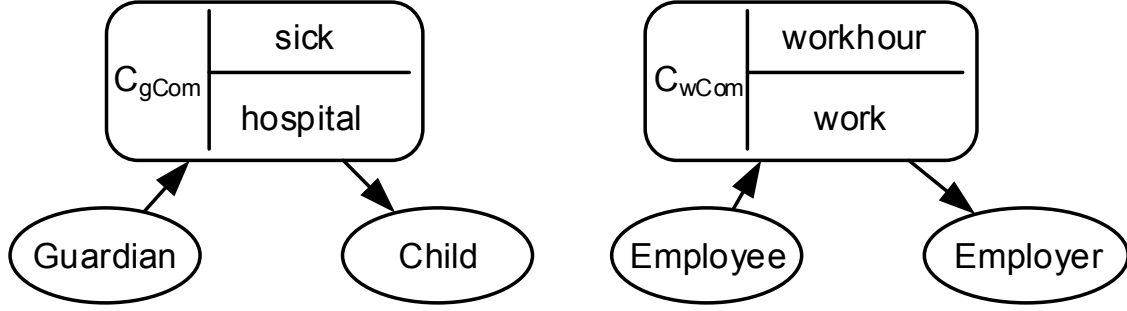 sick
C_gCom
hospital
Guardian
Child
workhour
C_wCom
work
Employee
Employer